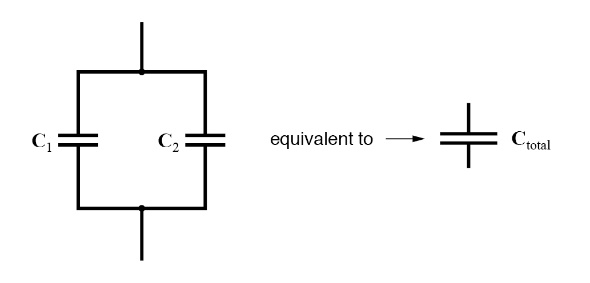 C1
C2
equivalent to
Ctotal